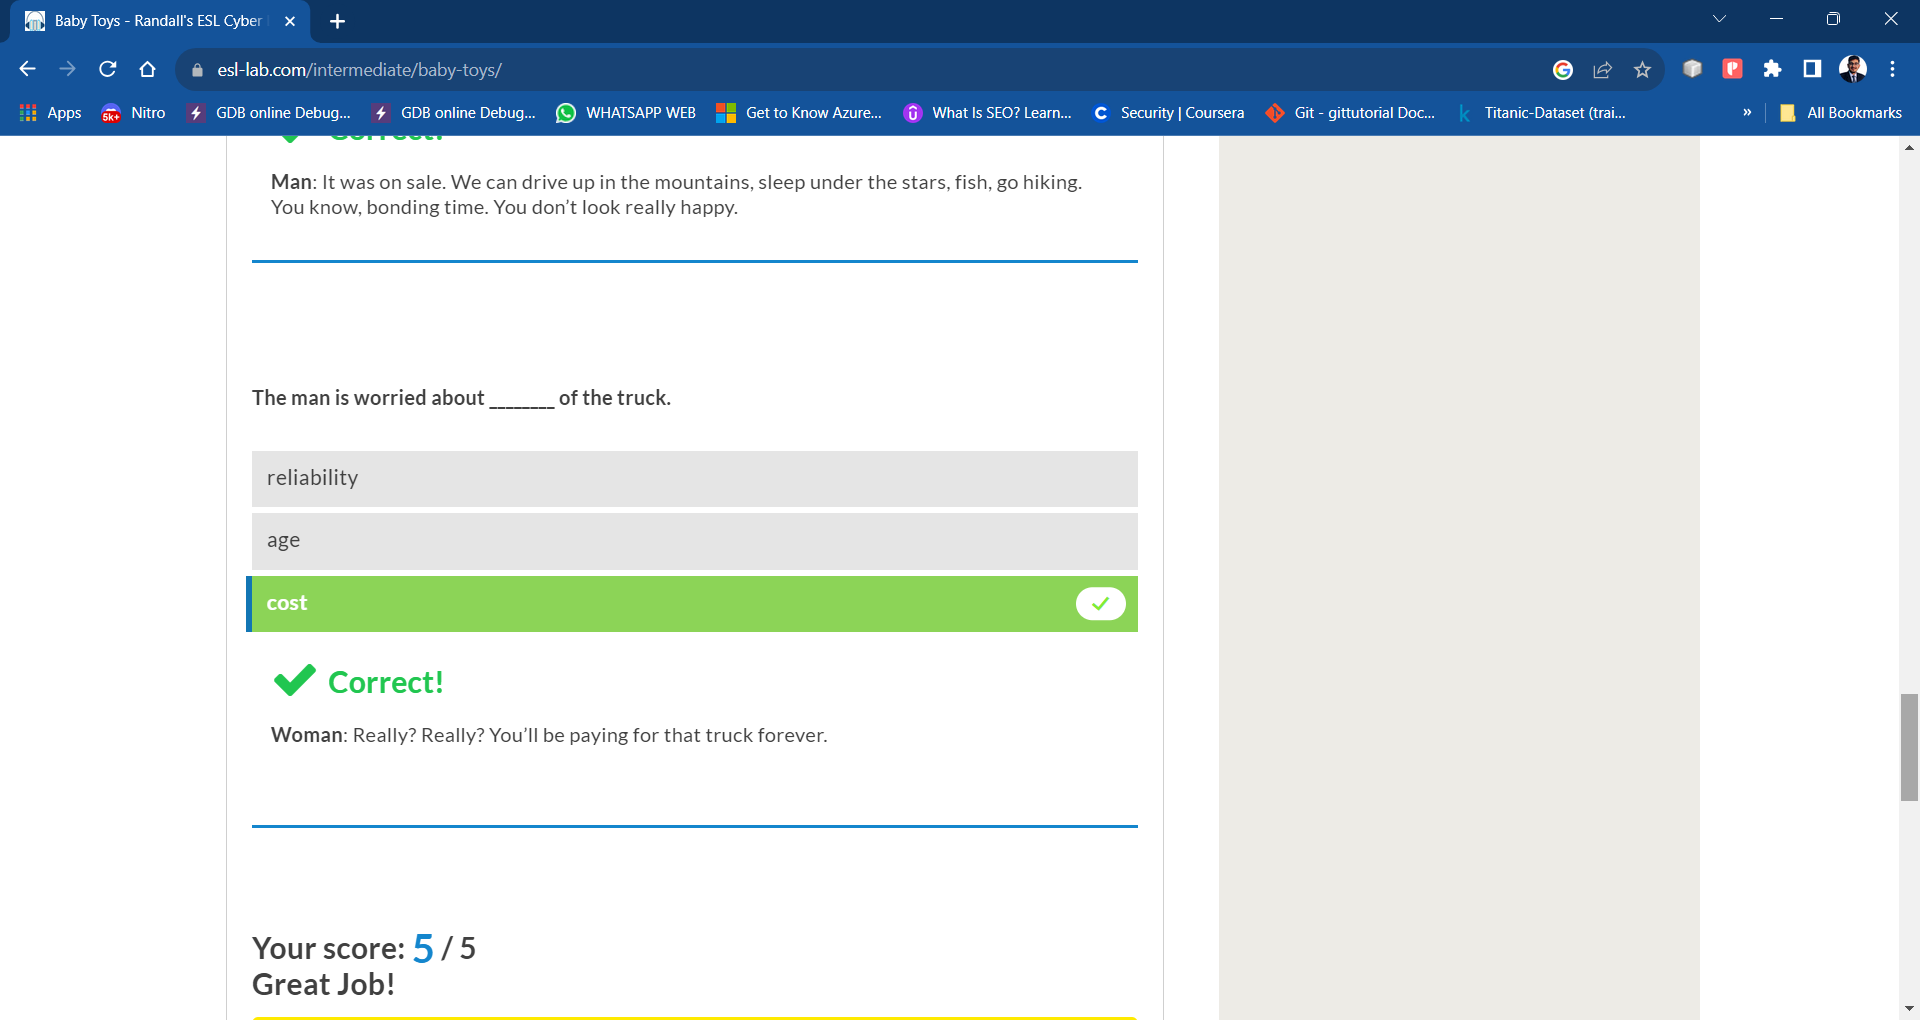 Baby Toys - Randall's ESL Cyber
esl-lab.com/intermediate/baby-toys/
Apps
5K+
Nitro
GDB online Debug...
GDB online Debug...
WHATSAPP WEB
Get to Know Azure...
What Is SEO? Learn...
Security | Coursera
Git - gittutorial Doc...
Titanic-Dataset (trai...
»
All Bookmarks
Correct!
Man: It was on sale. We can drive up in the mountains, sleep under the stars, fish, go hiking.
You know, bonding time. You don’t look really happy.
The man is worried about ________ of the truck.
reliability
age
cost
Correct!
Woman: Really? Really? You’ll be paying for that truck forever.
Your score: 5 / 5
Great Job!